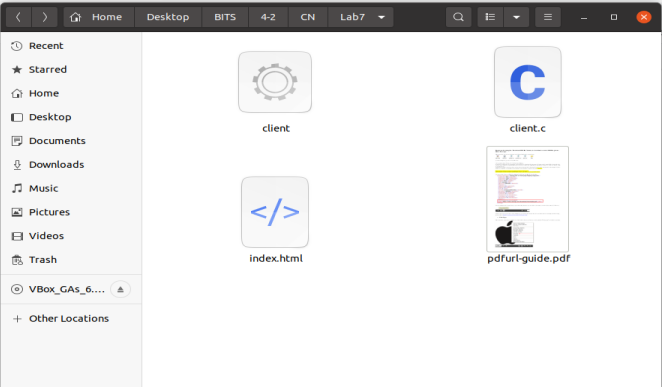 Home Desktop BITS 4-2 CN Lab7
Recent
Starred
Home
Desktop
Documents
Downloads
Music
Pictures
Videos
Trash
VBox_GAs_6....
Other Locations
client
client.c
index.html
pdfurl-guide.pdf